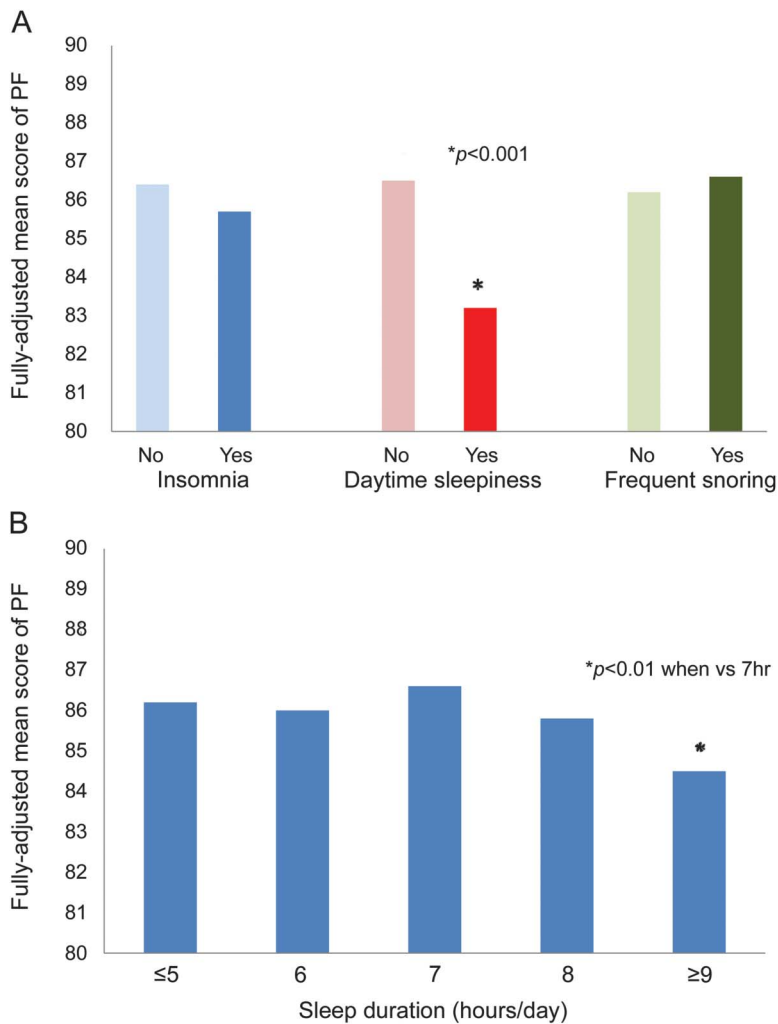 A
Fully-adjusted mean score of PF
90
89
88
87
86
85
84
83
82
81
80
*p<0.001
*
No Yes No Yes No Yes
Insomnia Daytime sleepiness Frequent snoring
B
Fully-adjusted mean score of PF
90
89
88
87
86
85
84
83
82
81
80
*p<0.01 when vs 7hr
*
≤5 6 7 8 ≥9
Sleep duration (hours/day)